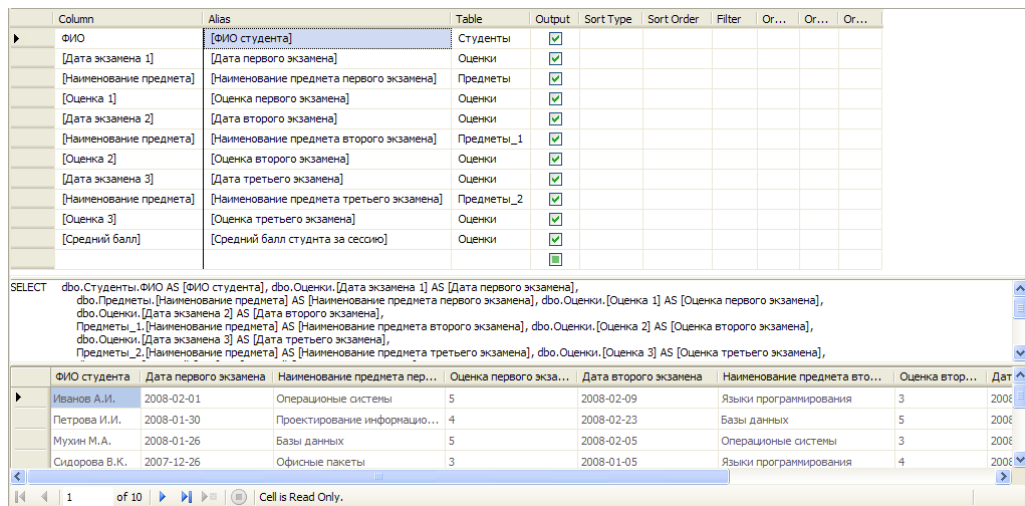 Column Alias Table Output Sort Type Sort Order Filter Or... Or... Or...
ФИО [ФИО студента] Студенты
[Дата экзамена 1] [Дата первого экзамена] Оценки
[Наименование предмета] [Наименование предмета первого экзамена] Предметы
[Оценка 1] [Оценка первого экзамена] Оценки
[Дата экзамена 2] [Дата второго экзамена] Оценки
[Наименование предмета] [Наименование предмета второго экзамена] Предметы_1
[Оценка 2] [Оценка второго экзамена] Оценки
[Дата экзамена 3] [Дата третьего экзамена] Оценки
[Наименование предмета] [Наименование предмета третьего экзамена] Предметы_2
[Оценка 3] [Оценка третьего экзамена] Оценки
[Средний балл] [Средний балл студнта за сессию] Оценки
SELECT dbo.Студенты.ФИО AS [ФИО студента], dbo.Оценки.[Дата экзамена 1] AS [Дата первого экзамена],
dbo.Предметы.[Наименование предмета] AS [Наименование предмета первого экзамена], dbo.Оценки.[Оценка 1] AS [Оценка первого экзамена],
dbo.Оценки.[Дата экзамена 2] AS [Дата второго экзамена],
Предметы_1.[Наименование предмета] AS [Наименование предмета второго экзамена], dbo.Оценки.[Оценка 2] AS [Оценка второго экзамена],
dbo.Оценки.[Дата экзамена 3] AS [Дата третьего экзамена],
Предметы_2.[Наименование предмета] AS [Наименование предмета третьего экзамена], dbo.Оценки.[Оценка 3] AS [Оценка третьего экзамена],
ФИО студента Дата первого экзамена Наименование предмета пер... Оценка первого экза... Дата второго экзамена Наименование предмета вто... Оценка втор... Дат
Иванов А.И. 2008-02-01 Операционые системы 5 2008-02-09 Языки программирования 3 2008
Петрова И.И. 2008-01-30 Проектирование информацио... 4 2008-02-23 Базы данных 5 2008
Мухин М.А. 2008-01-26 Базы данных 5 2008-02-05 Операционые системы 3 2008
Сидорова В.К. 2007-12-26 Офисные пакеты 3 2008-01-05 Языки программирования 4 2008
1 of 10 Cell is Read Only.